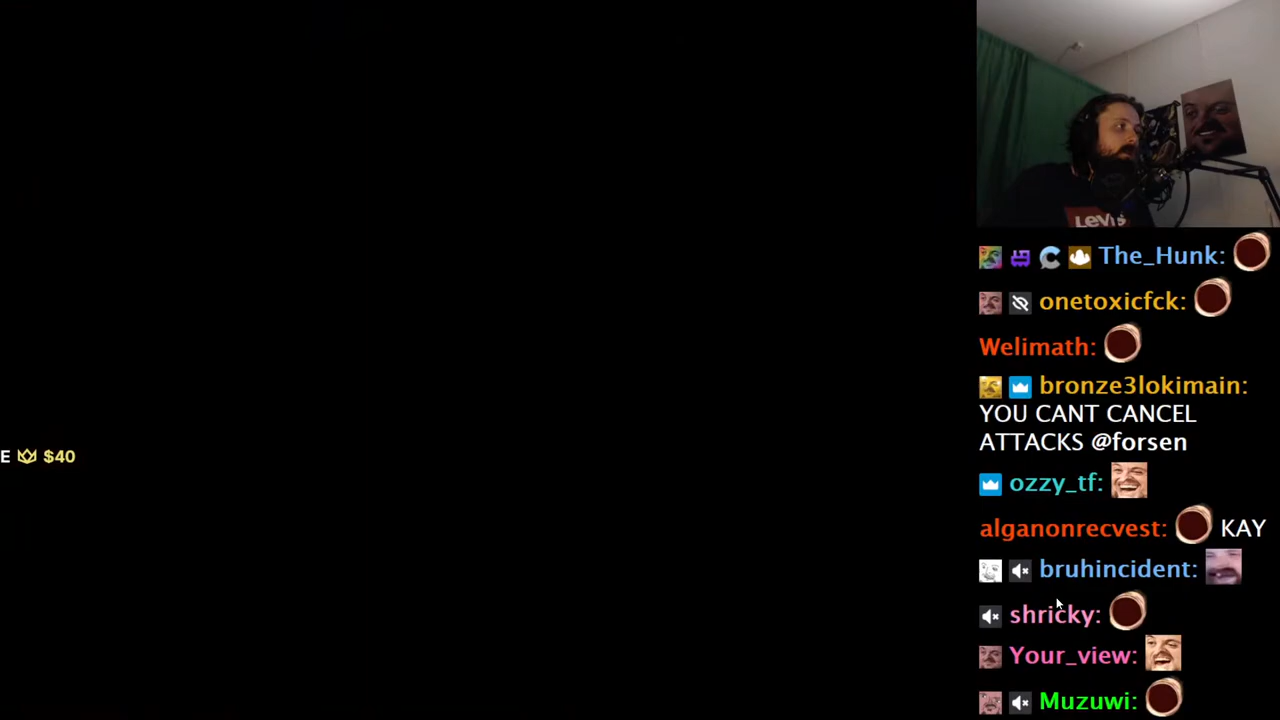 Levi's
The_Hunk:
onetoxicfck:
Welimath:
bronze3lokimain:
YOU CANT CANCEL
ATTACKS @forsen
E $40
ozzy_tf:
alganonrecvest: KAY
bruhincident:
shricky:
Your_view:
Muzuwi: